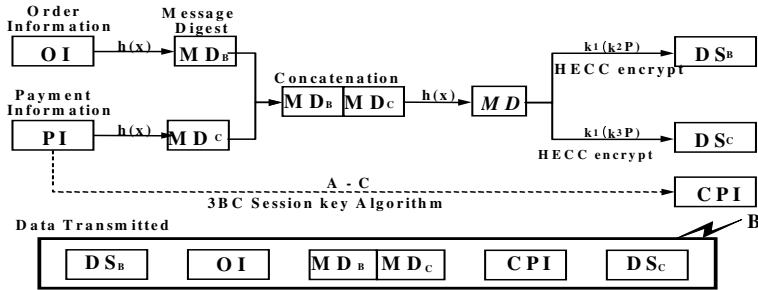 Order Information
Message Digest
OI
h(x)
MDB
k1(k2P)
HECC encrypt
DSB
Payment Information
Concatenation
MDB MDC
h(x)
MD
PI
h(x)
MDC
k1(k3P)
HECC encrypt
DSC
A - C
3BC Session key Algorithm
CPI
Data Transmitted
B
DSB OI MDB MDC CPI DSC